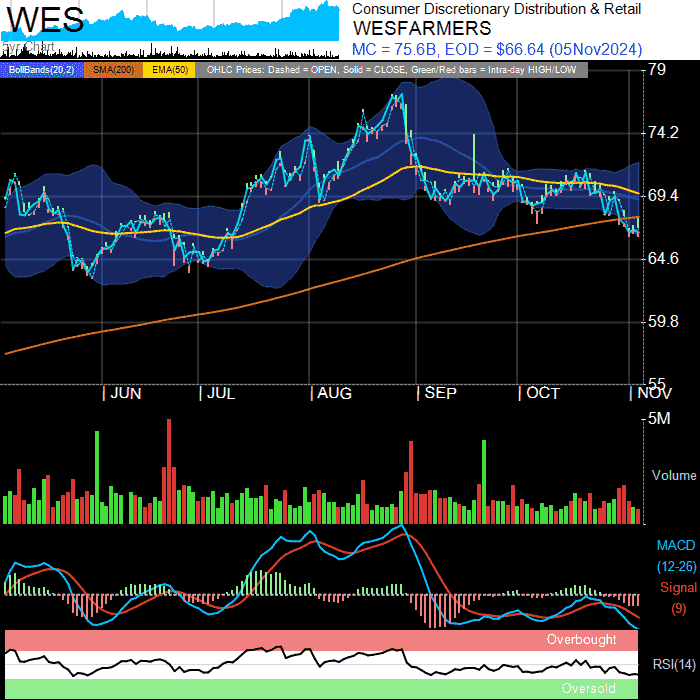 WES
5yr Chart
Consumer Discretionary Distribution & Retail
WESFARMERS
MC = 75.6B, EOD = $66.64 (05Nov2024)
BollBands(20,2) SMA(200) EMA(50) OHLC Prices: Dashed = OPEN, Solid = CLOSE, Green/Red bars = Intra-day HIGH/LOW
79
74.2
69.4
64.6
59.8
55
| JUN | JUL | AUG | SEP | OCT | NOV
5M
Volume
MACD
(12-26)
Signal
(9)
Overbought
RSI(14)
Oversold